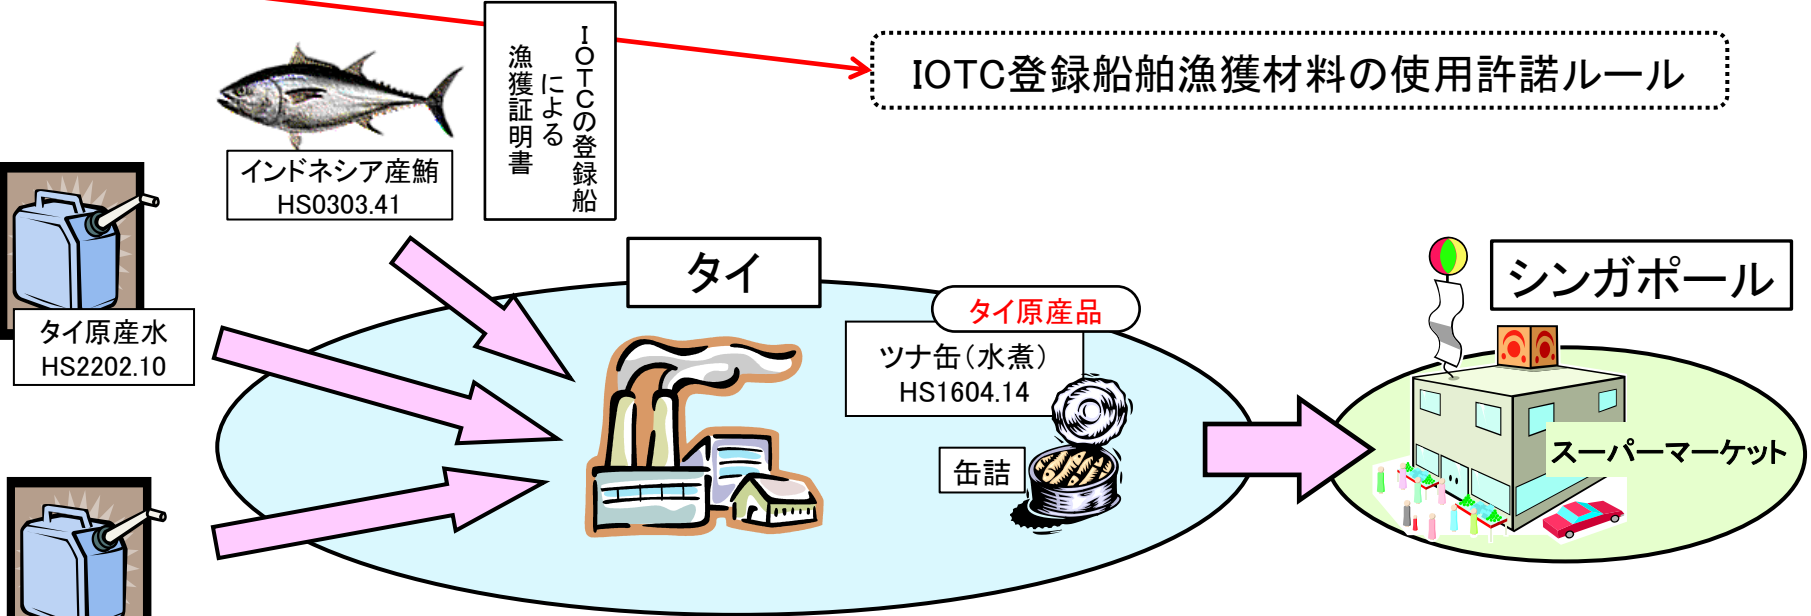 IOTCの登録船
による
漁獲証明書
IOTC登録船舶漁獲材料の使用許諾ルール
インドネシア産鮪
HS0303.41
タイ原産水
HS2202.10
タイ
タイ原産品
ツナ缶（水煮）
HS1604.14
缶詰
シンガポール
スーパーマーケット